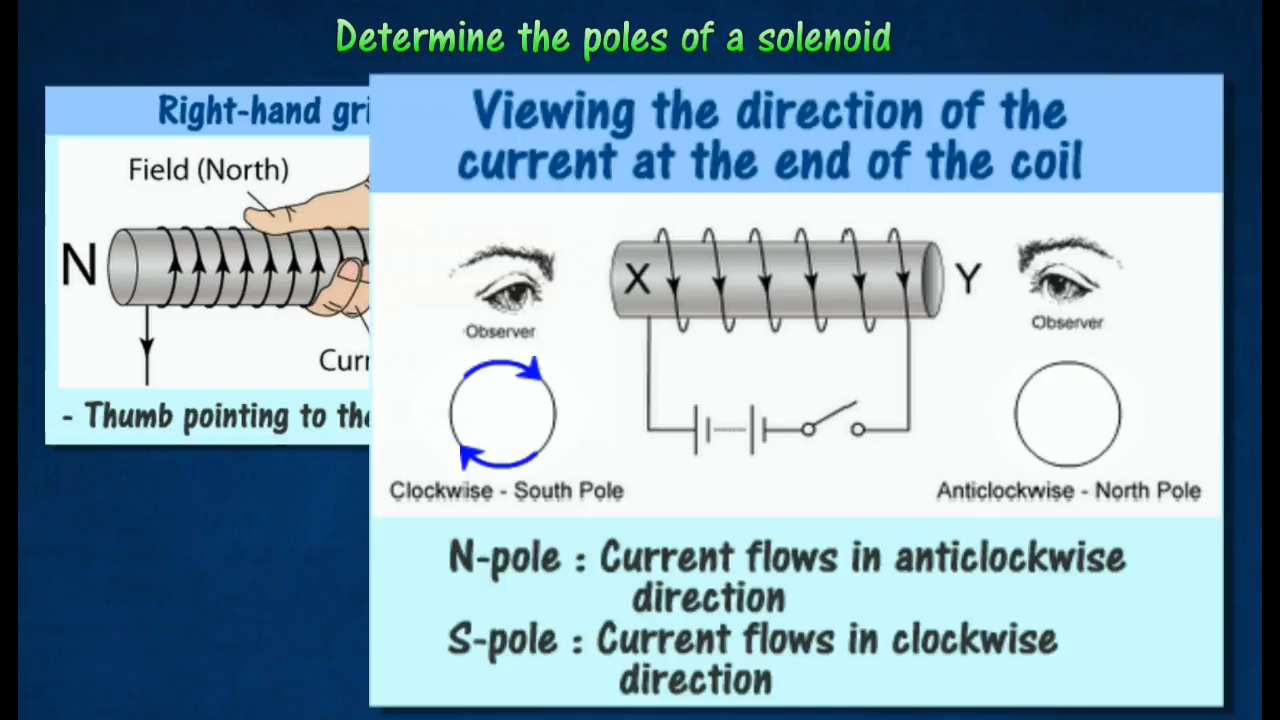 Determine the poles of a solenoid
Right-hand gri
Field (North)
N
Curr
- Thumb pointing to the
Viewing the direction of the
current at the end of the coil
X
Y
Observer
Observer
Clockwise - South Pole
Anticlockwise - North Pole
N-pole : Current flows in anticlockwise
direction
S-pole : Current flows in clockwise
direction